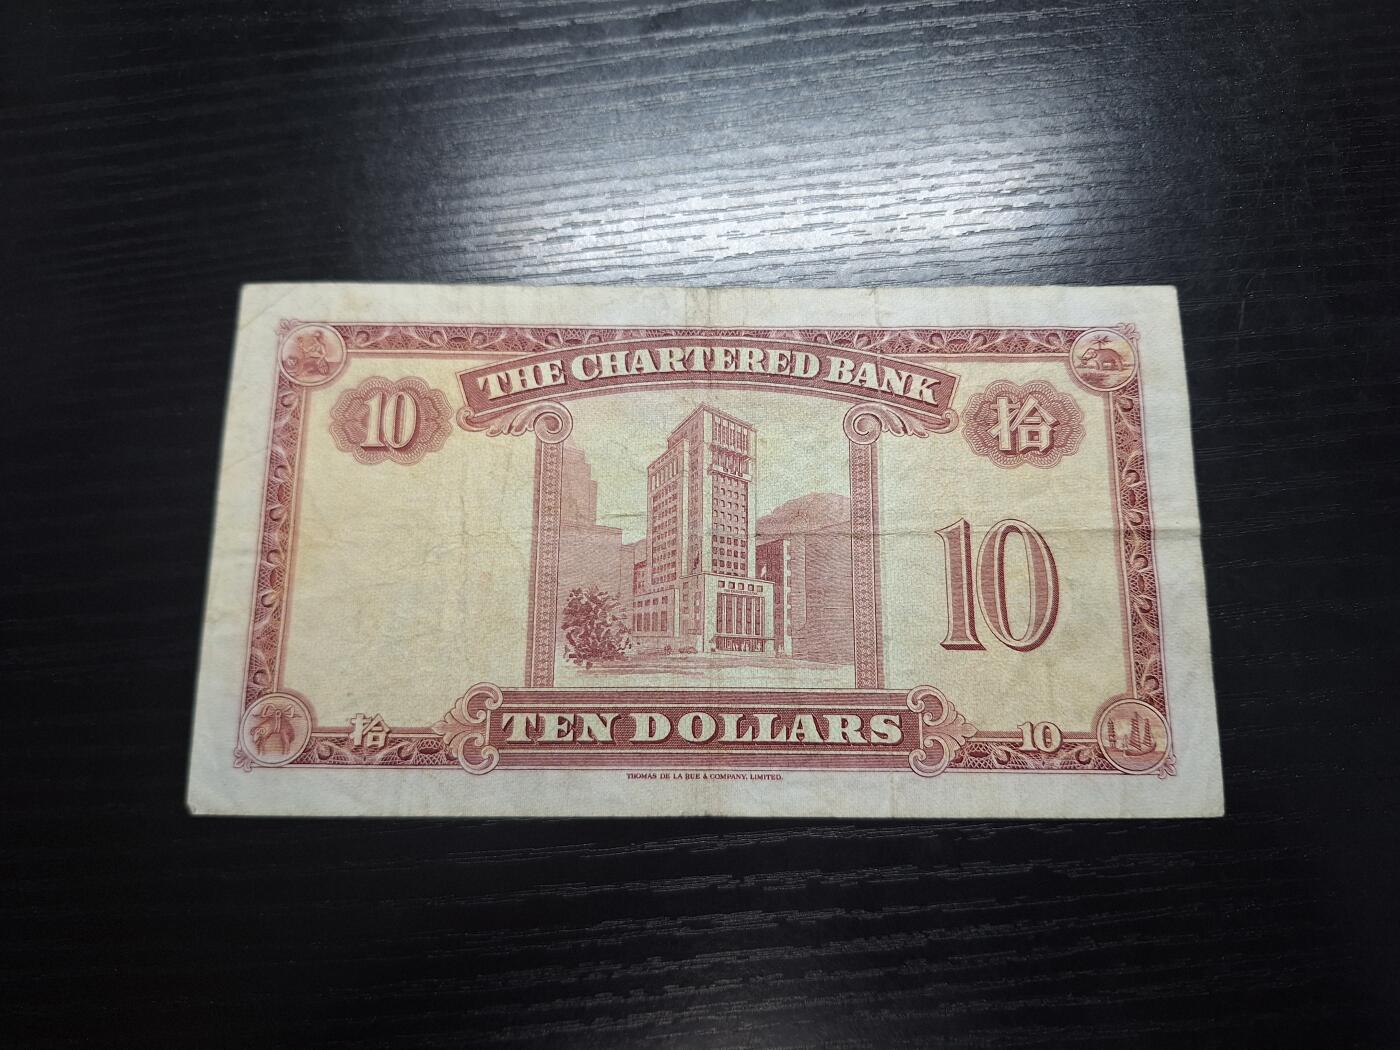 THE CHARTERED BANK
10
拾
10
TEN DOLLARS
拾
10
THOMAS DE LA RUE & COMPANY, LIMITED.